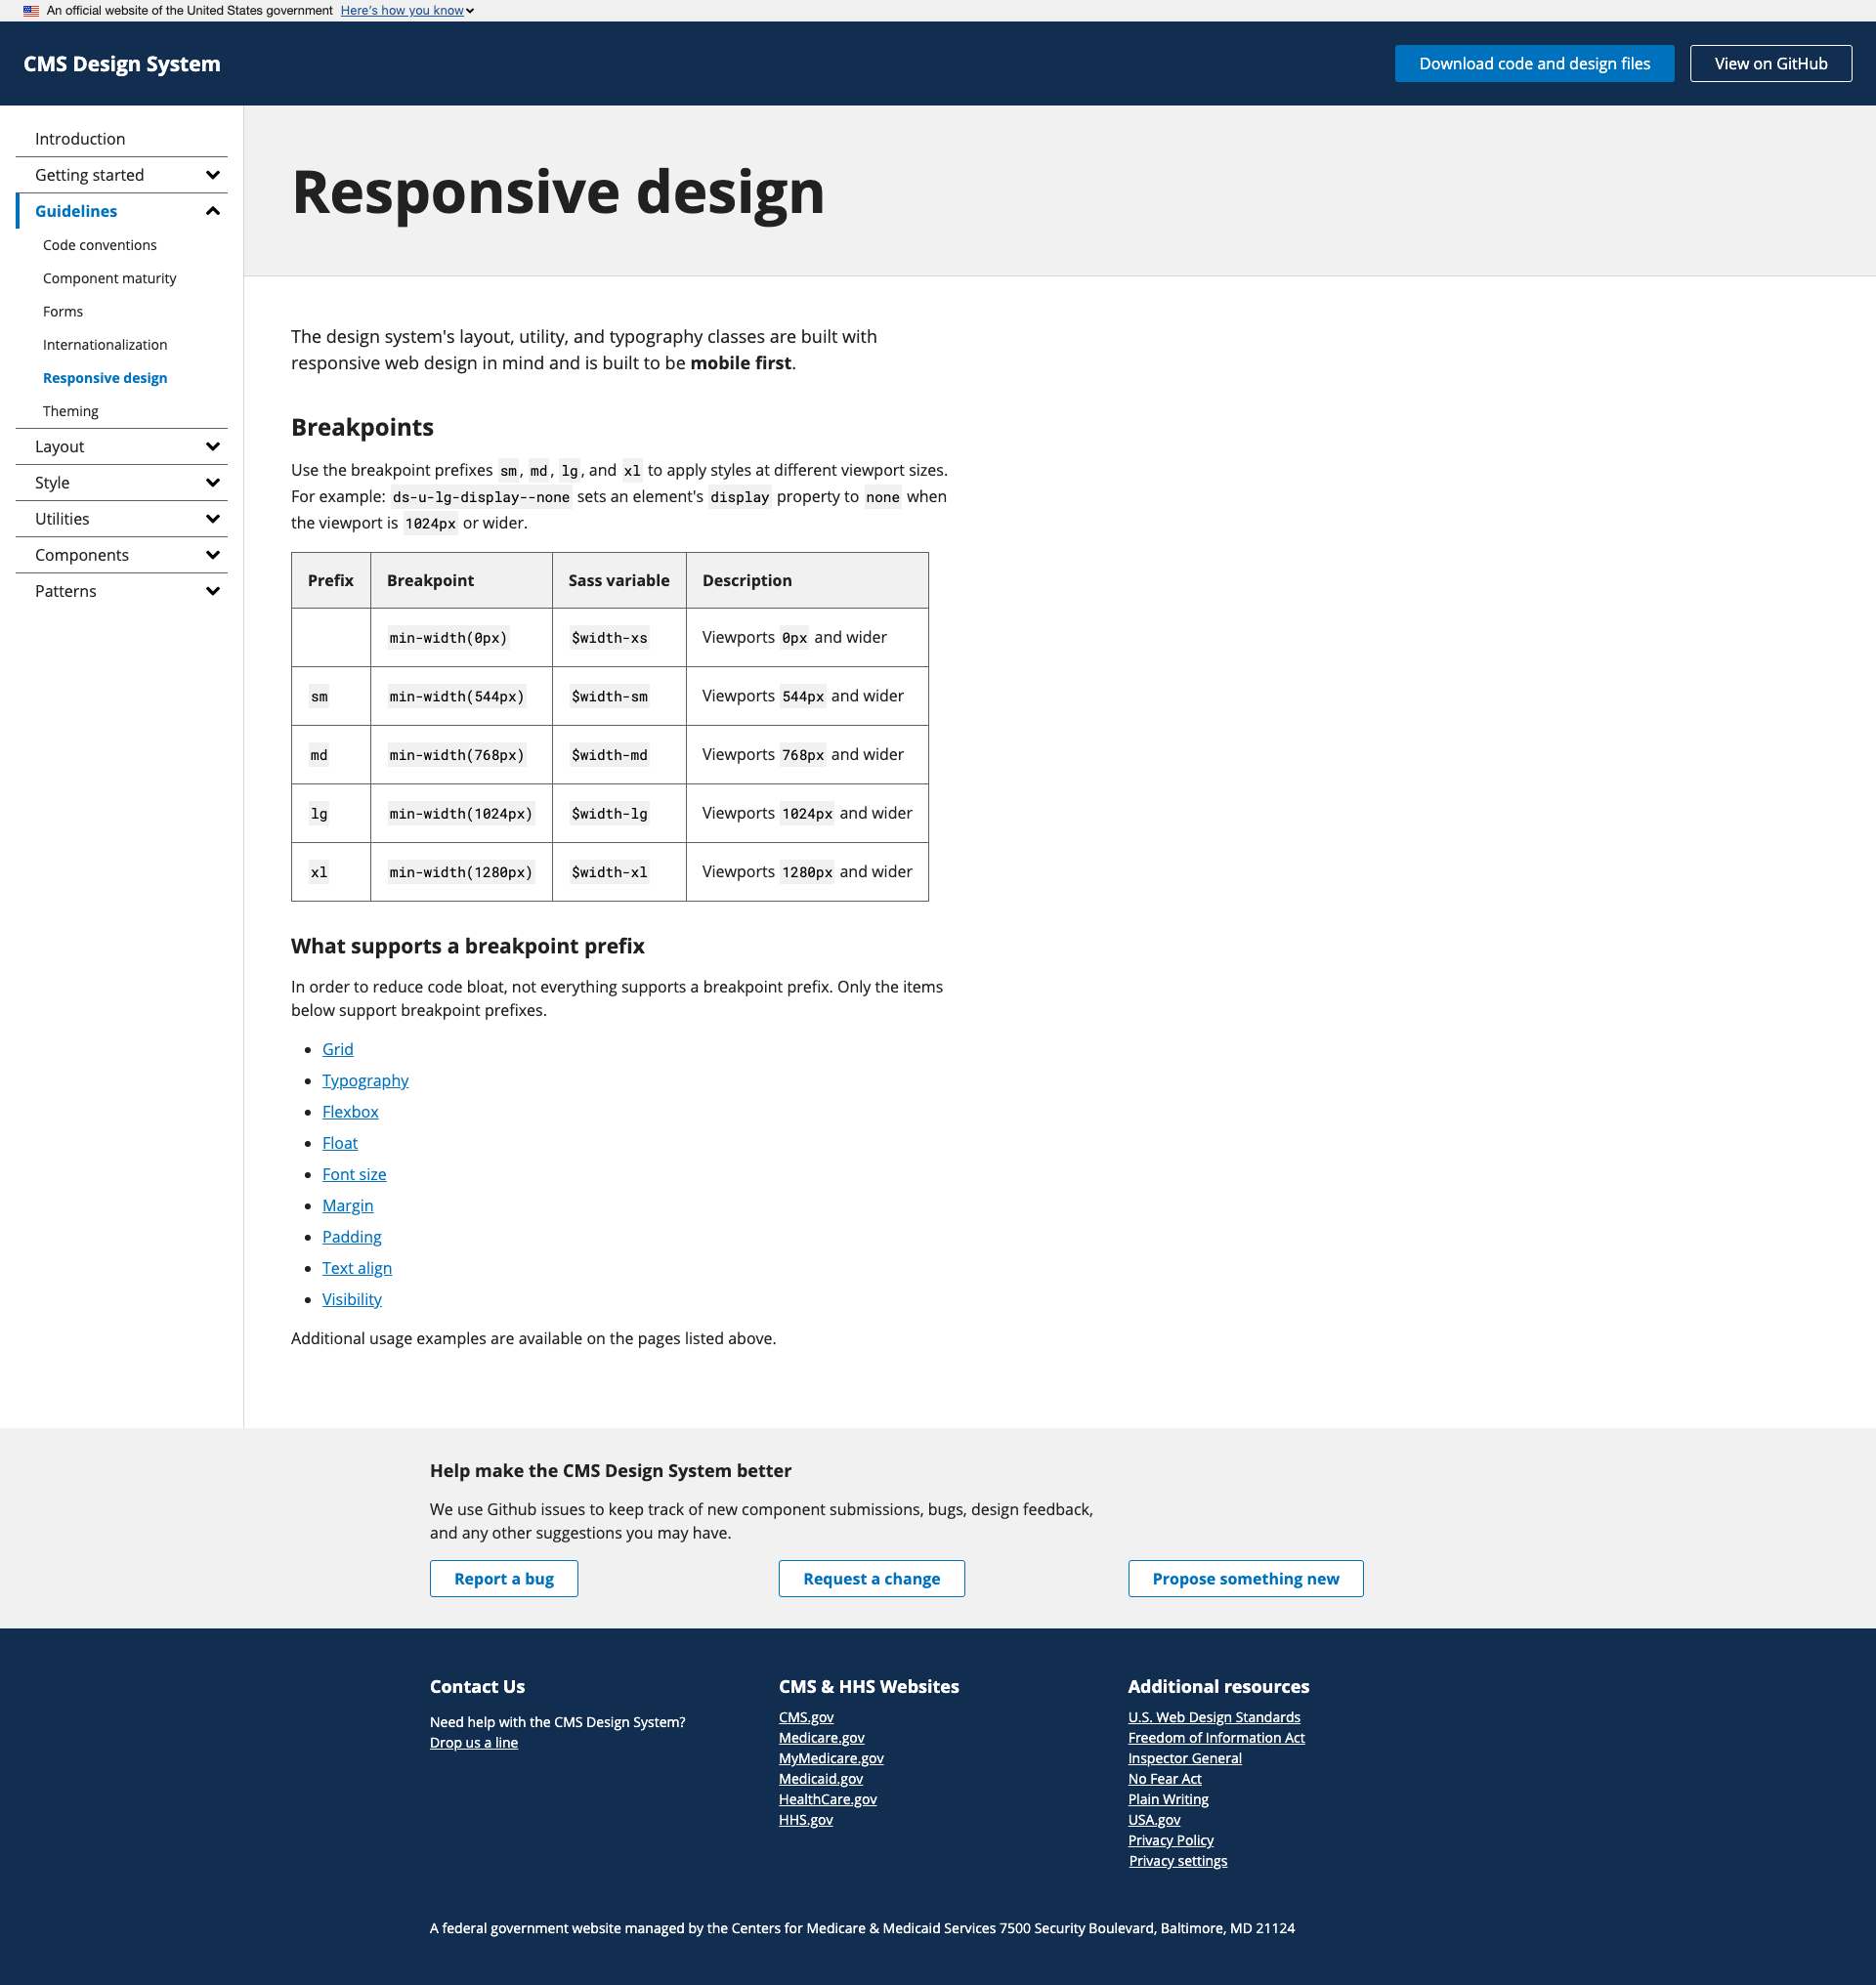 An official website of the United States government Here's how you know
CMS Design System
Download code and design files
View on GitHub
Introduction
Getting started
Guidelines
Code conventions
Component maturity
Forms
Internationalization
Responsive design
Theming
Layout
Style
Utilities
Components
Patterns
Responsive design
The design system's layout, utility, and typography classes are built with
responsive web design in mind and is built to be mobile first.
Breakpoints
Use the breakpoint prefixes sm, md, lg, and xl to apply styles at different viewport sizes.
For example: ds-u-lg-display--none sets an element's display property to none when
the viewport is 1024px or wider.
Prefix Breakpoint Sass variable Description
min-width(0px) $width-xs Viewports 0px and wider
sm min-width(544px) $width-sm Viewports 544px and wider
md min-width(768px) $width-md Viewports 768px and wider
lg min-width(1024px) $width-lg Viewports 1024px and wider
xl min-width(1280px) $width-xl Viewports 1280px and wider
What supports a breakpoint prefix
In order to reduce code bloat, not everything supports a breakpoint prefix. Only the items
below support breakpoint prefixes.
Grid
Typography
Flexbox
Float
Font size
Margin
Padding
Text align
Visibility
Additional usage examples are available on the pages listed above.
Help make the CMS Design System better
We use Github issues to keep track of new component submissions, bugs, design feedback,
and any other suggestions you may have.
Report a bug
Request a change
Propose something new
Contact Us
Need help with the CMS Design System?
Drop us a line
CMS & HHS Websites
CMS.gov
Medicare.gov
MyMedicare.gov
Medicaid.gov
HealthCare.gov
HHS.gov
Additional resources
U.S. Web Design Standards
Freedom of Information Act
Inspector General
No Fear Act
Plain Writing
USA.gov
Privacy Policy
Privacy settings
A federal government website managed by the Centers for Medicare & Medicaid Services 7500 Security Boulevard, Baltimore, MD 21124